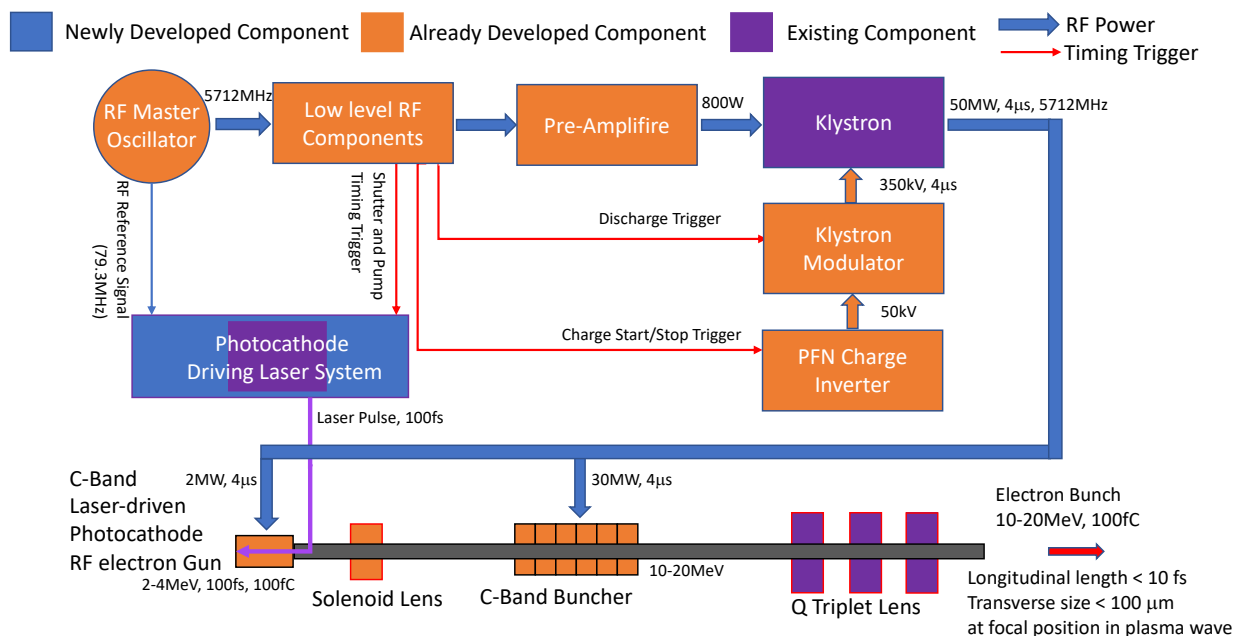 Newly Developed Component
Already Developed Component
Existing Component
RF Power
Timing Trigger
RF Master
Oscillator
5712MHz
Low level RF
Components
Pre-Amplifire
800W
Klystron
50MW, 4μs, 5712MHz
350kV, 4μs
RF Reference Signal
(79.3MHz)
Shutter and Pump
Timing Trigger
Discharge Trigger
Klystron
Modulator
50kV
Charge Start/Stop Trigger
PFN Charge
Inverter
Photocathode
Driving Laser System
Laser Pulse, 100fs
2MW, 4μs
30MW, 4μs
C-Band
Laser-driven
Photocathode
RF electron Gun
2-4MeV, 100fs, 100fC
Solenoid Lens
C-Band Buncher
10-20MeV
Q Triplet Lens
Electron Bunch
10-20MeV, 100fC
Longitudinal length < 10 fs
Transverse size < 100 μm
at focal position in plasma wave